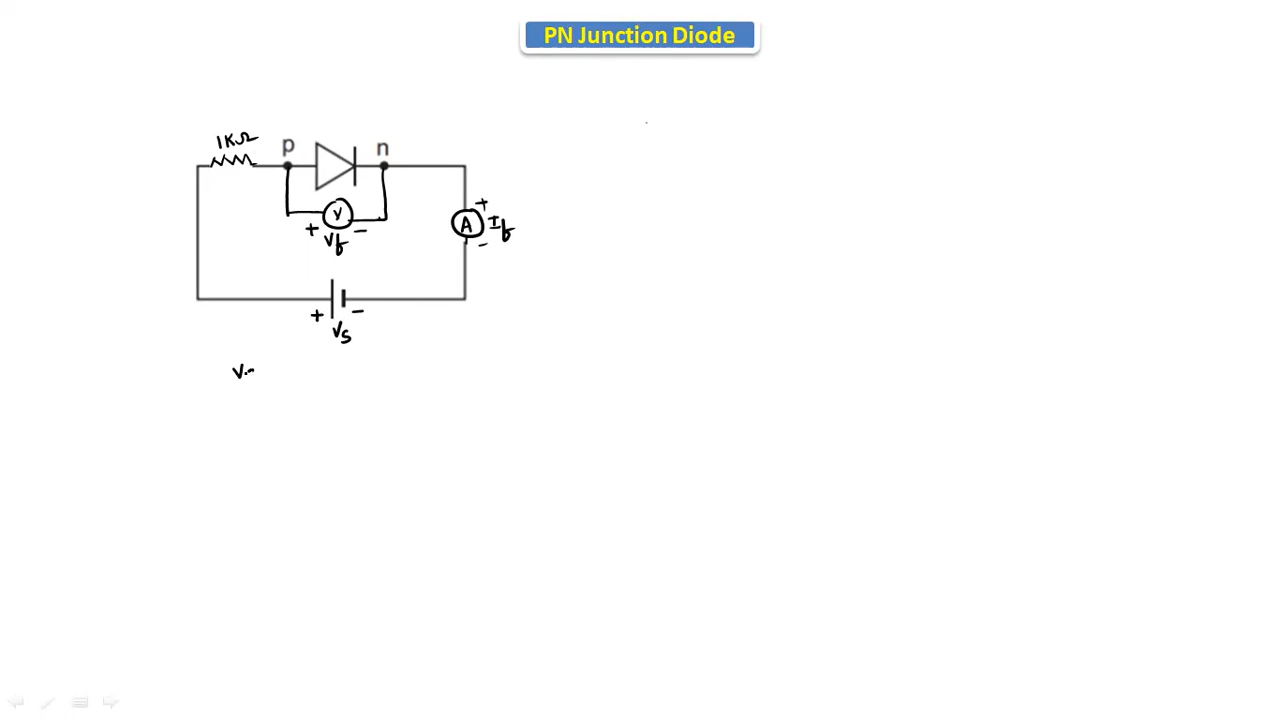 PN Junction Diode
1KΩ
p
n
V
+ Vf -
A
+ If -
+ Vs -